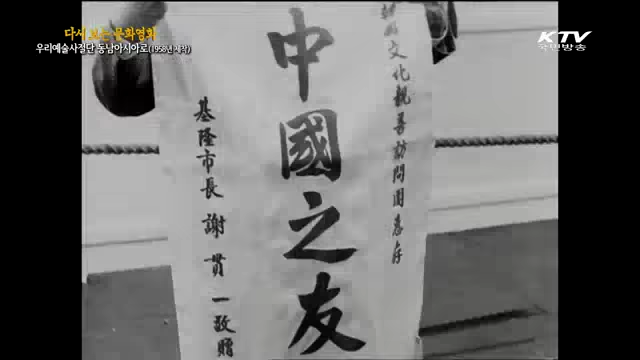 다시 보는 문화영화
우리예술사절단 동남아시아로(1958년 제작)
KTV
국민방송
文化親善訪問團惠存
中國之友
基隆市長 謝貫一敬贈